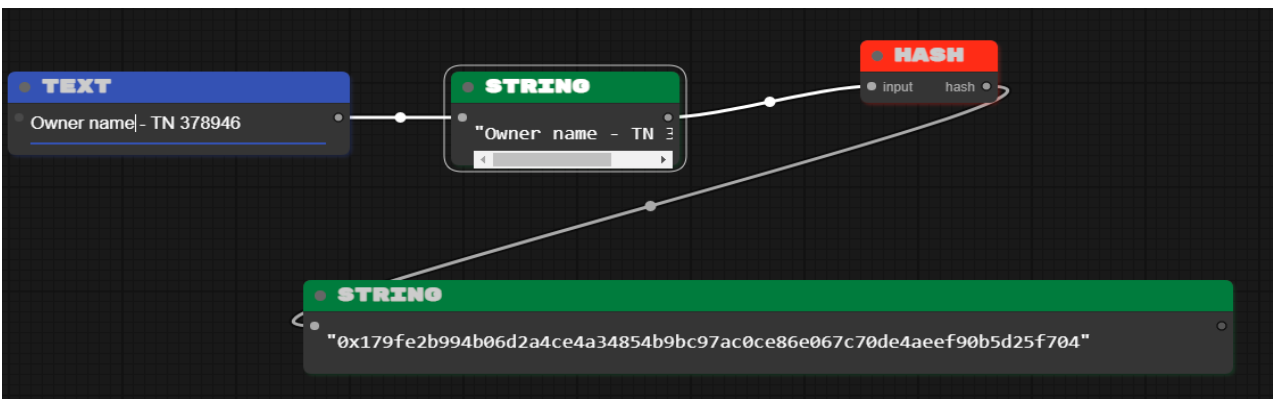 TEXT
Owner name - TN 378946
STRING
"Owner name - TN 3
HASH
input hash
STRING
"0x179fe2b994b06d2a4ce4a34854b9bc97ac0ce86e067c70de4aeef90b5d25f704"